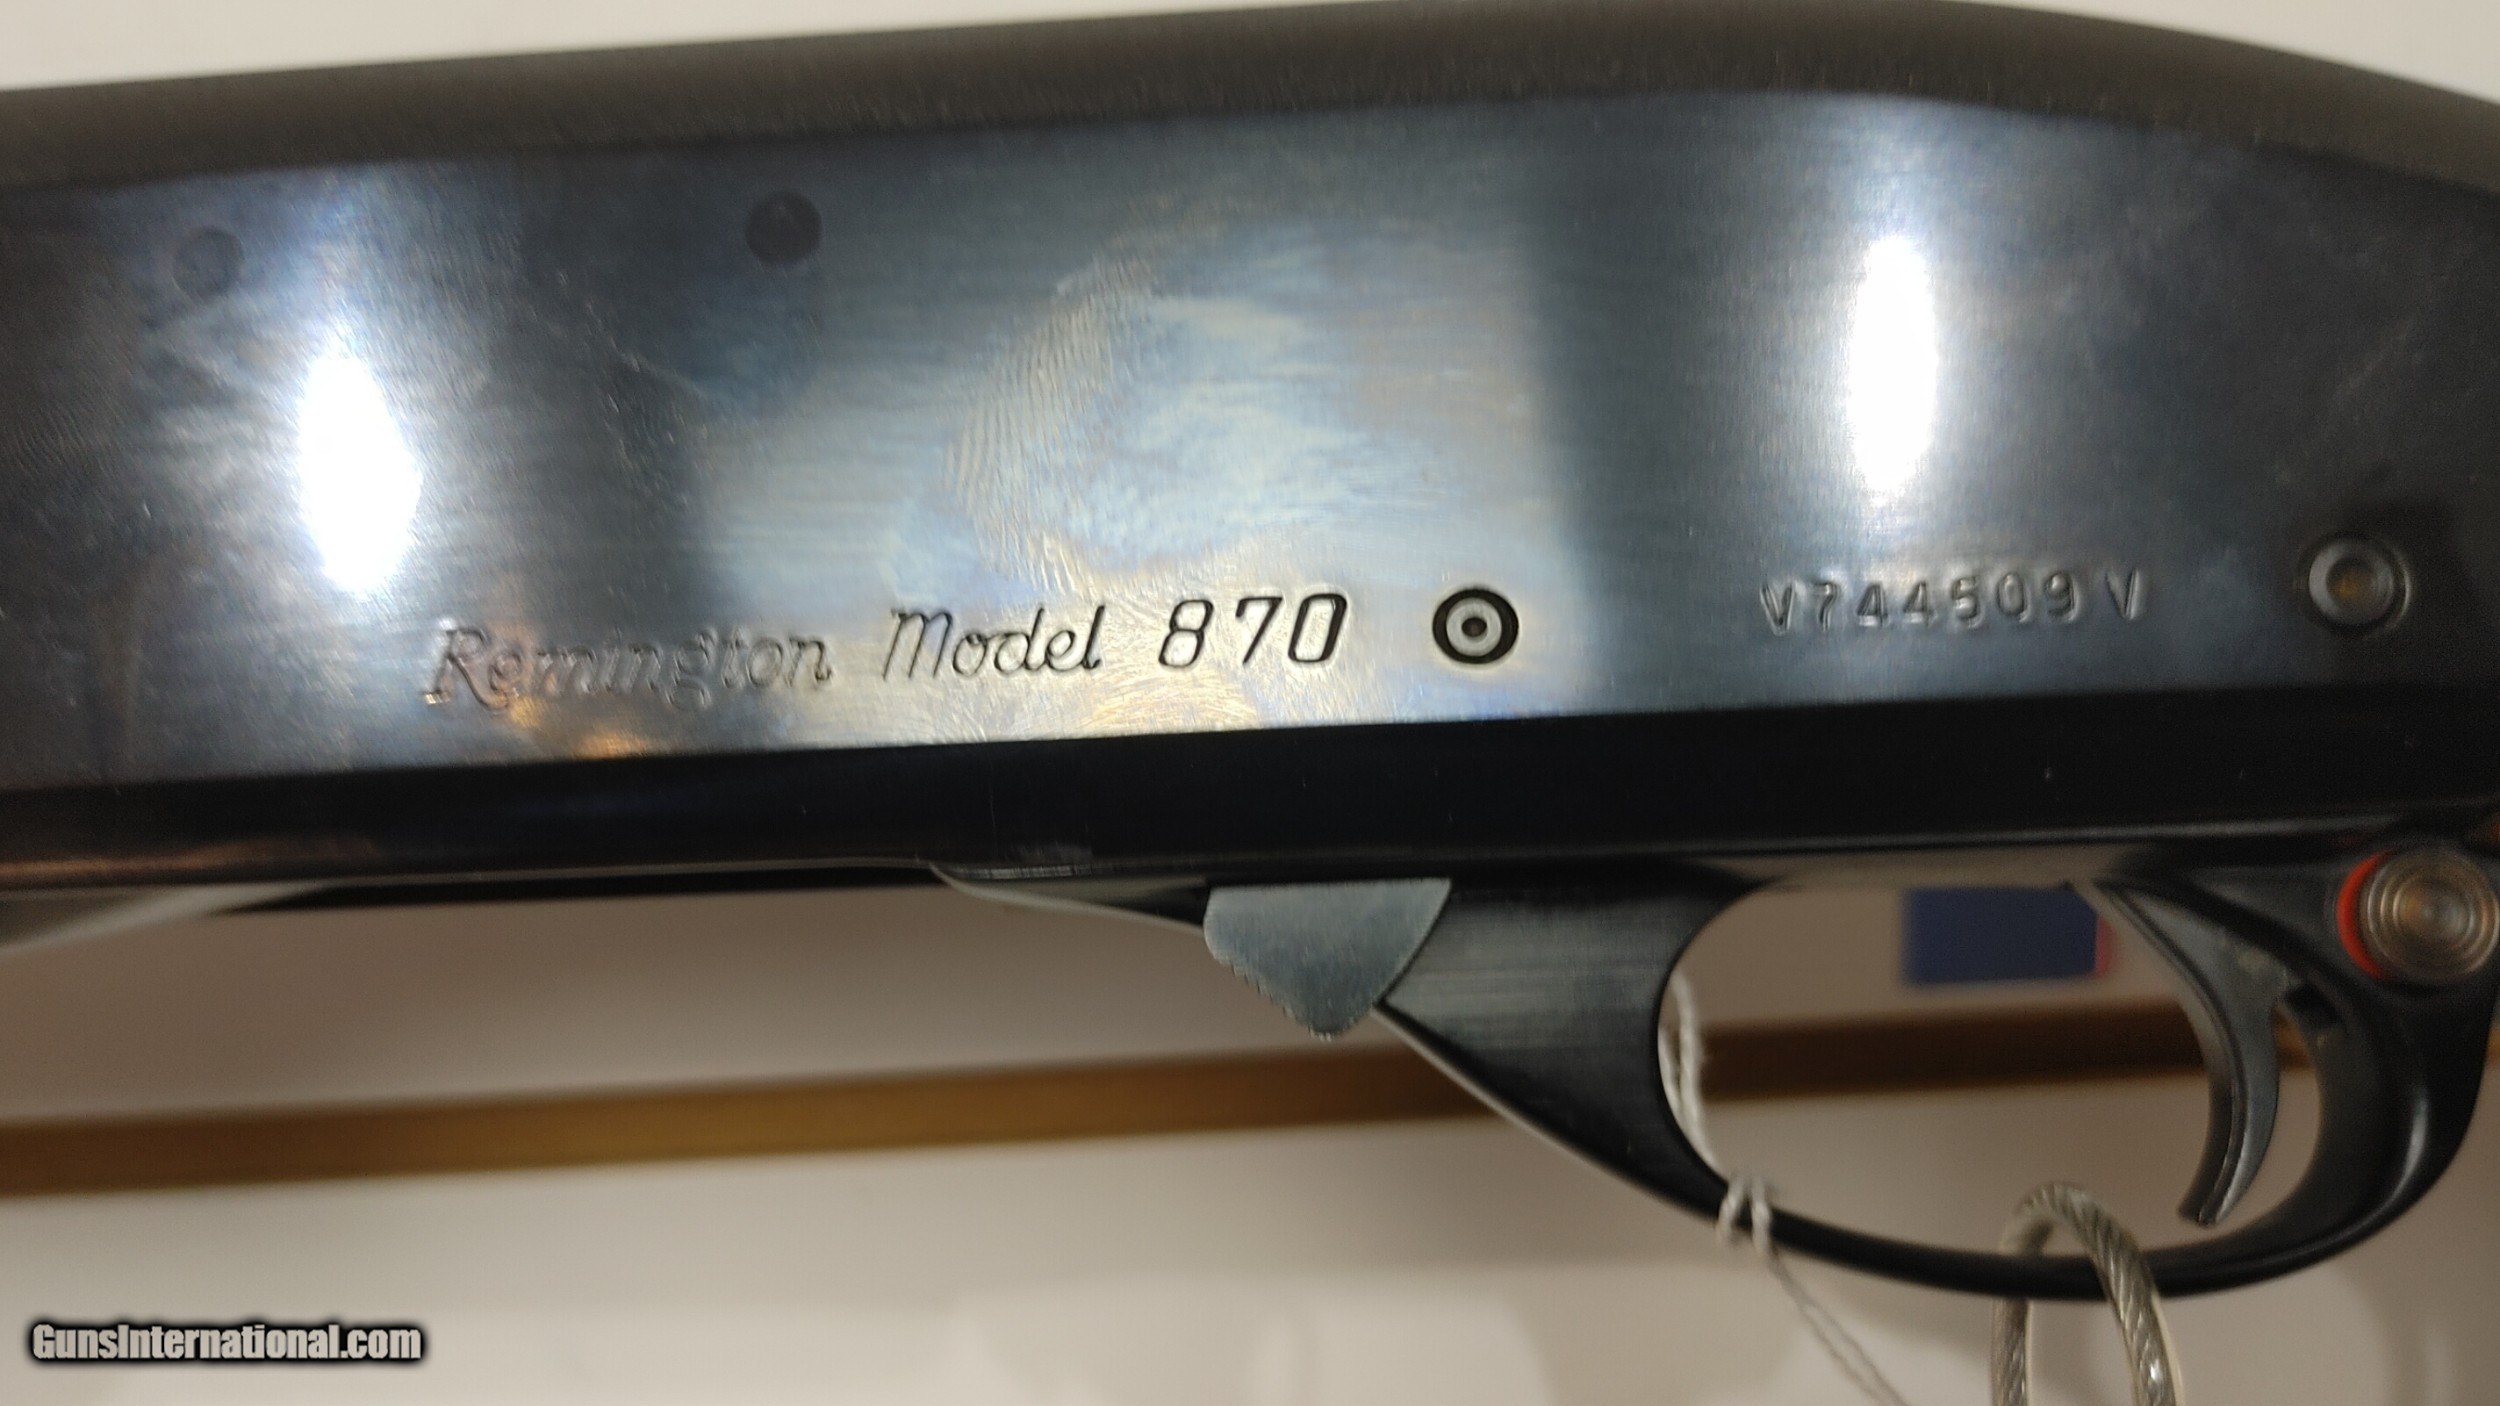 Remington Model 870 V744509V
GunsInternational.com